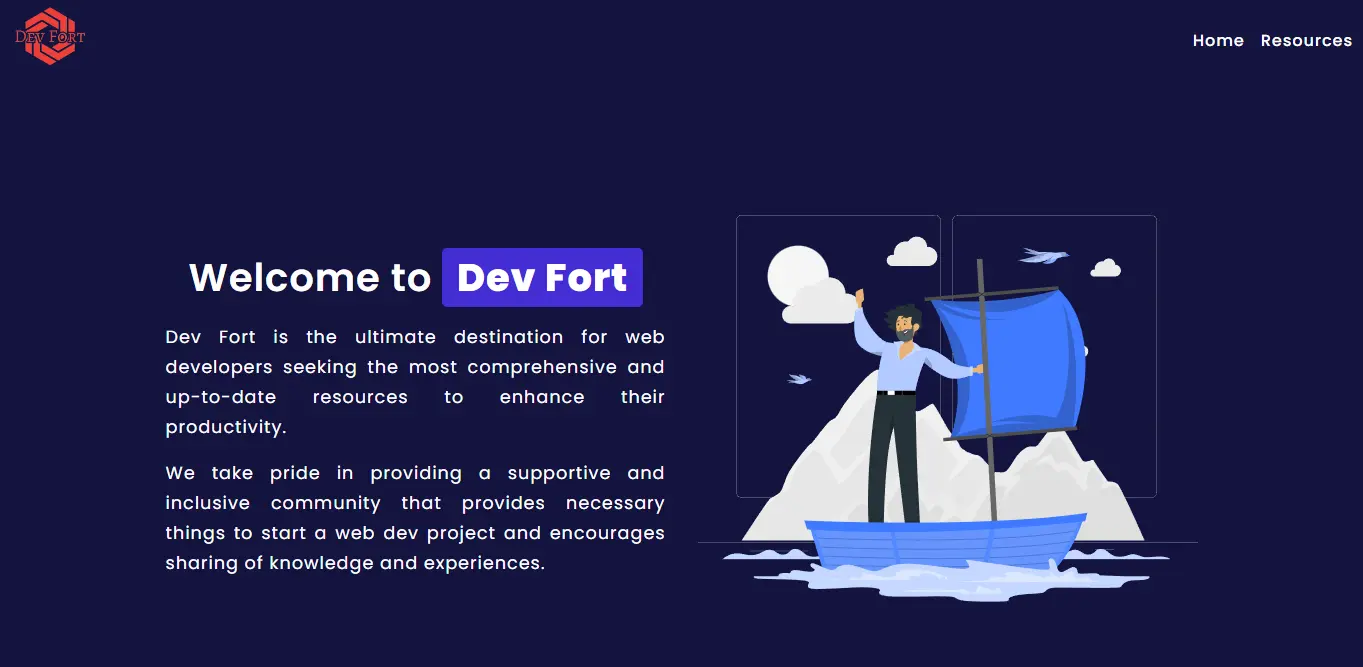 DEV FORT
Home Resources
Welcome to Dev Fort
Dev Fort is the ultimate destination for web
developers seeking the most comprehensive and
up-to-date resources to enhance their
productivity.
We take pride in providing a supportive and
inclusive community that provides necessary
things to start a web dev project and encourages
sharing of knowledge and experiences.